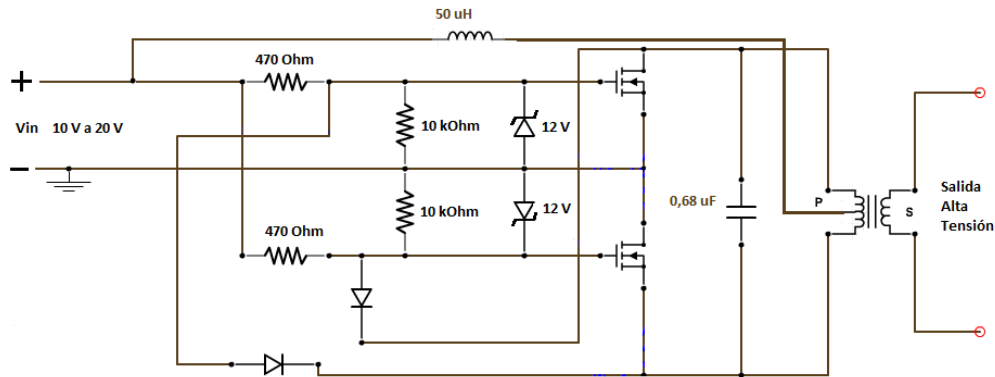 50 uH
470 Ohm
+
Vin 10 V a 20 V
10 kOhm
12 V
−
10 kOhm
12 V
470 Ohm
0,68 uF
P
S
Salida
Alta
Tensión